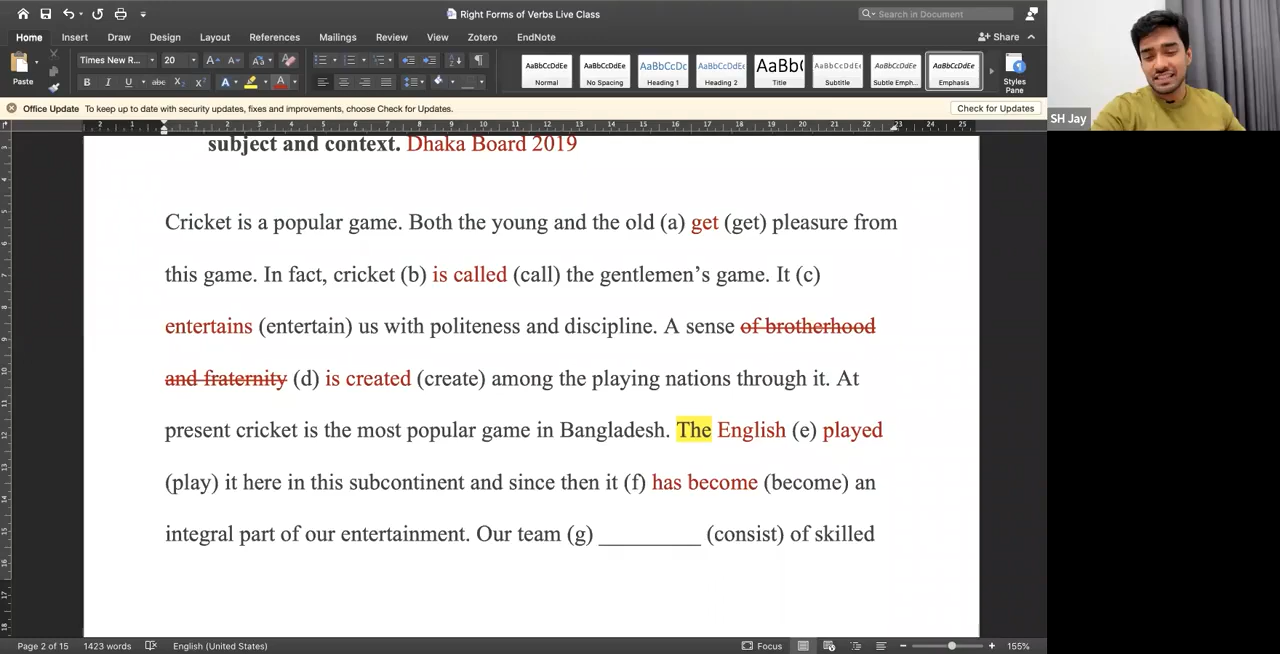 Right Forms of Verbs Live Class
Search in Document
Home Insert Draw Design Layout References Mailings Review View Zotero EndNote
Share
Paste
Times New R... 20
AaBbCcDdEe AaBbCcDdEe AaBbCcDc AaBbCcDdEe AaBb( AaBbCcDdEe AaBbCcDdEe AaBbCcDdEe
Normal No Spacing Heading 1 Heading 2 Title Subtitle Subtle Emph... Emphasis
Styles
Pane
Office Update To keep up to date with security updates, fixes and improvements, choose Check for Updates.
Check for Updates
SH Jay
subject and context. Dhaka Board 2019
Cricket is a popular game. Both the young and the old (a) get (get) pleasure from
this game. In fact, cricket (b) is called (call) the gentlemen’s game. It (c)
entertains (entertain) us with politeness and discipline. A sense of brotherhood
and fraternity (d) is created (create) among the playing nations through it. At
present cricket is the most popular game in Bangladesh. The English (e) played
(play) it here in this subcontinent and since then it (f) has become (become) an
integral part of our entertainment. Our team (g) _________ (consist) of skilled
Page 2 of 15 1423 words English (United States) Focus 155%